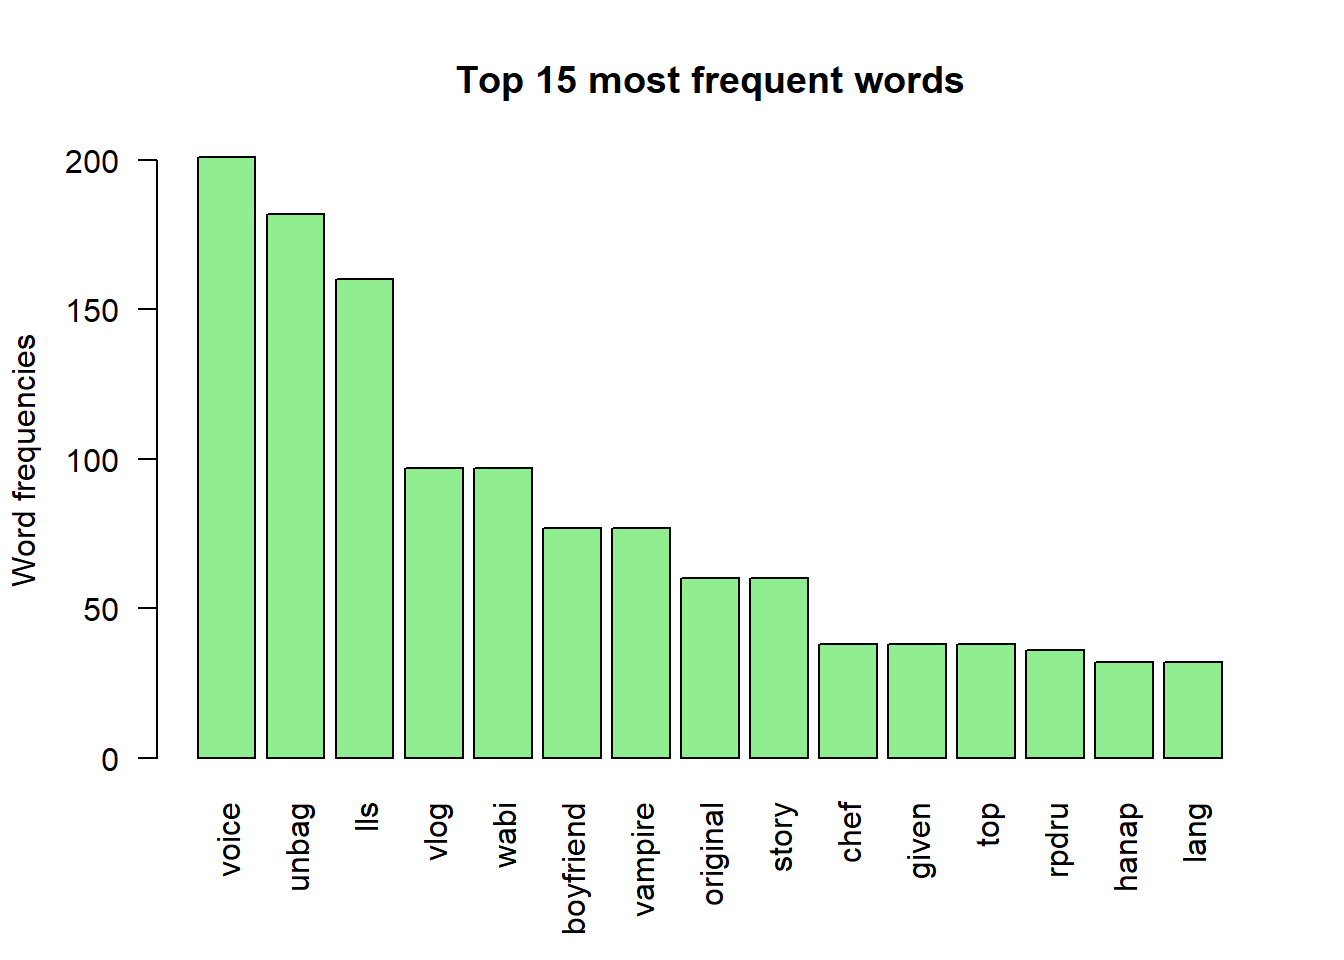 Top 15 most frequent words
Word frequencies
200
150
100
50
0
voice
unbag
lls
vlog
wabi
boyfriend
vampire
original
story
chef
given
top
rpdru
hanap
lang